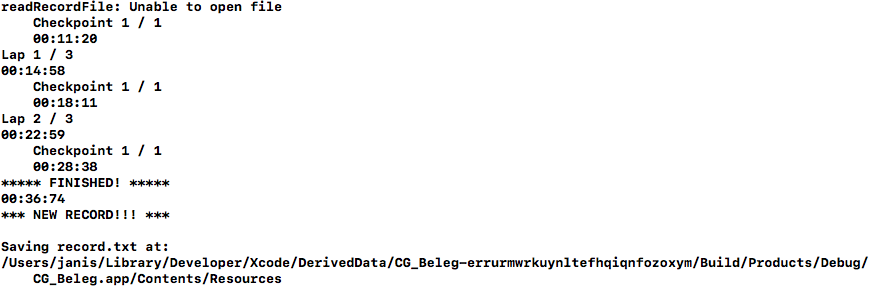 readRecordFile: Unable to open file
    Checkpoint 1 / 1
    00:11:20
Lap 1 / 3
00:14:58
    Checkpoint 1 / 1
    00:18:11
Lap 2 / 3
00:22:59
    Checkpoint 1 / 1
    00:28:38
***** FINISHED! *****
00:36:74
*** NEW RECORD!!! ***

Saving record.txt at:
/Users/janis/Library/Developer/Xcode/DerivedData/CG_Beleg-errurmwrkuynltefhqiqnfozoxym/Build/Products/Debug/
    CG_Beleg.app/Contents/Resources